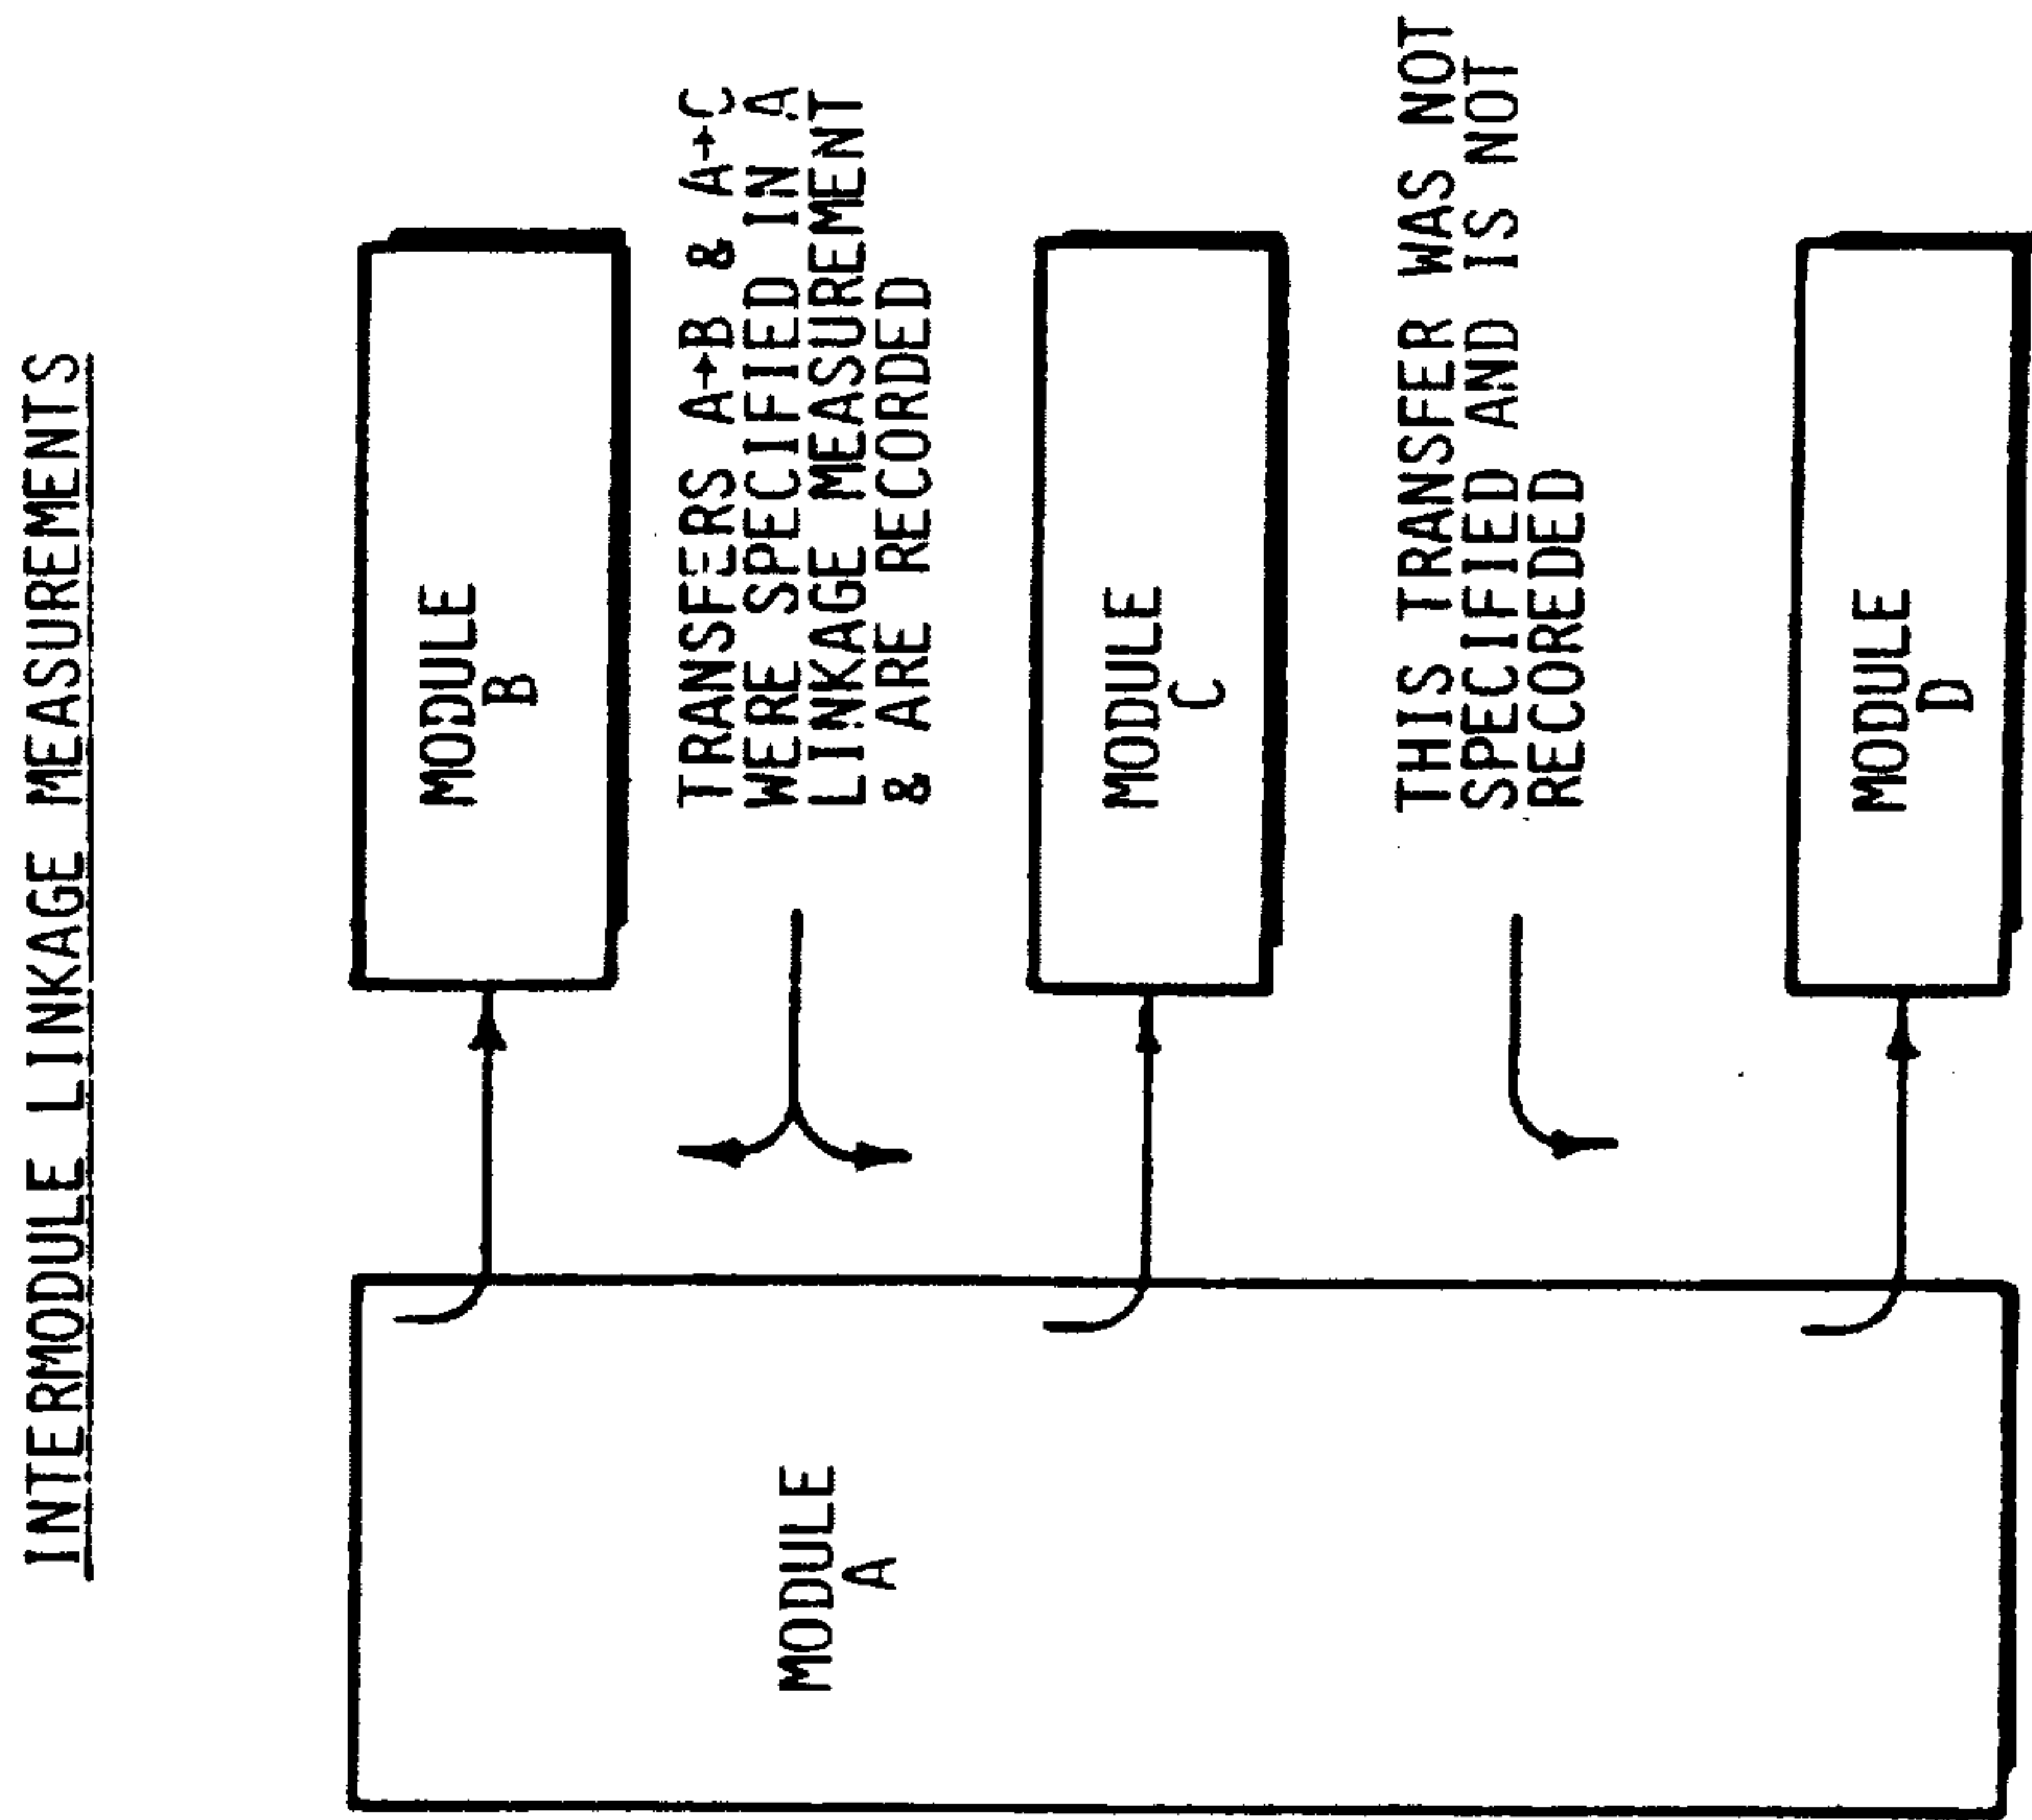 INTERMODULE LINKAGE MEASUREMENTS
MODULE
A
MODULE
B
TRANSFERS A→B & A→C
WERE SPECIFIED IN A
LINKAGE MEASUREMENT
& ARE RECORDED
MODULE
C
THIS TRANSFER WAS NOT
SPECIFIED AND IS NOT
RECOREDED
MODULE
D